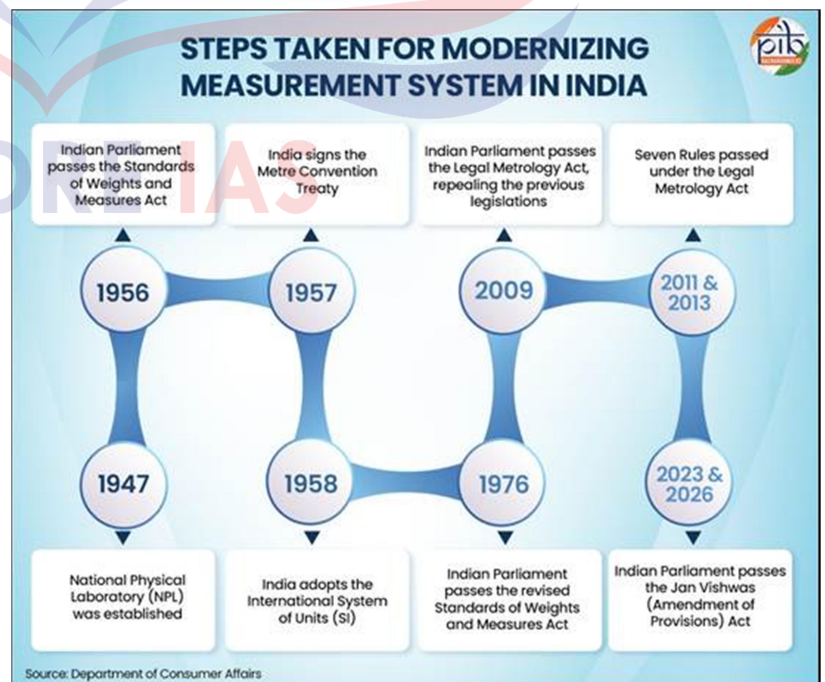 STEPS TAKEN FOR MODERNIZING
MEASUREMENT SYSTEM IN INDIA
pib
Indian Parliament
passes the Standards
of Weights and
Measures Act
India signs the
Metre Convention
Treaty
Indian Parliament passes
the Legal Metrology Act,
repealing the previous
legislations
Seven Rules passed
under the Legal
Metrology Act
ORE IAS
1956
1957
2009
2011 &
2013
1947
1958
1976
2023 &
2026
National Physical
Laboratory (NPL)
was established
India adopts the
International System
of Units (SI)
Indian Parliament
passes the revised
Standards of Weights
and Measures Act
Indian Parliament passes
the Jan Vishwas
(Amendment of
Provisions) Act
Source: Department of Consumer Affairs